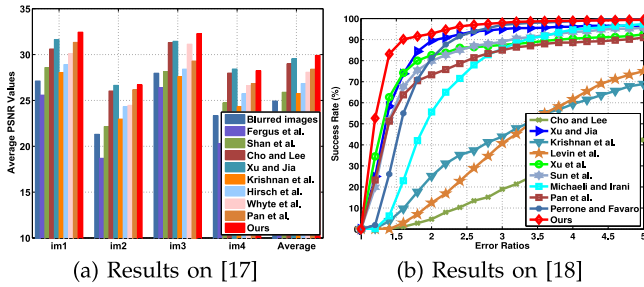 Average PSNR Values
35
30
25
20
15
10
im1 im2 im3 im4 Average
Blurred images
Fergus et al.
Shan et al.
Cho and Lee
Xu and Jia
Krishnan et al.
Hirsch et al.
Whyte et al.
Pan et al.
Ours
(a) Results on [17]
Success Rate (%)
100
90
80
70
60
50
40
30
20
10
0
1.5 2 2.5 3 3.5 4 4.5 5
Error Ratios
Cho and Lee
Xu and Jia
Krishnan et al.
Levin et al.
Xu et al.
Sun et al.
Michaeli and Irani
Pan et al.
Perrone and Favaro
Ours
(b) Results on [18]